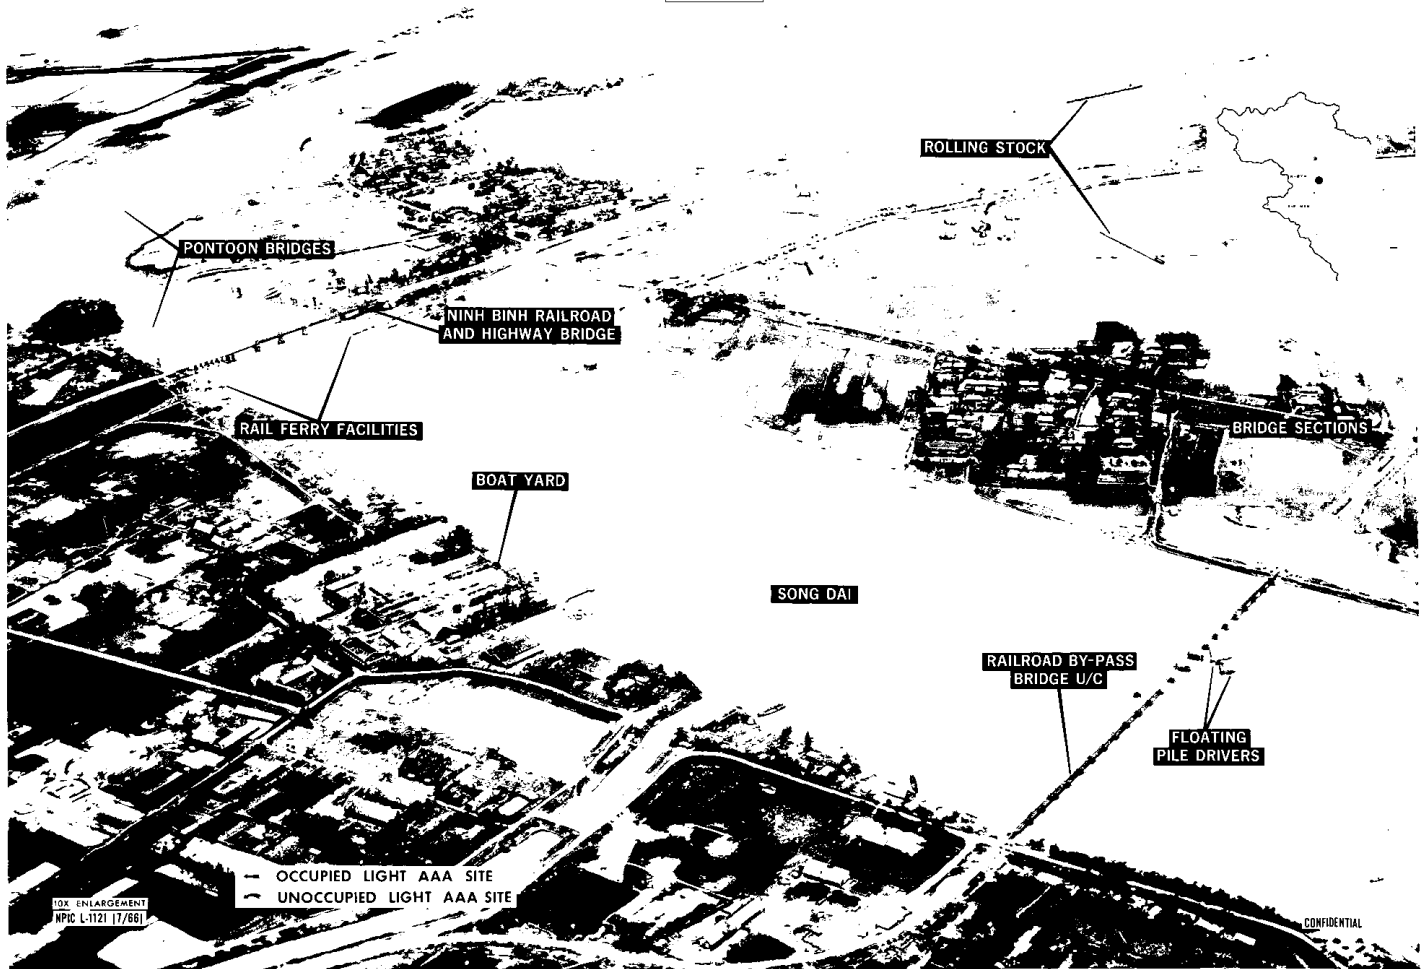 ROLLING STOCK
PONTOON BRIDGES
NINH BINH RAILROAD
AND HIGHWAY BRIDGE
RAIL FERRY FACILITIES
BRIDGE SECTIONS
BOAT YARD
SONG DAI
RAILROAD BY-PASS
BRIDGE U/C
FLOATING
PILE DRIVERS
OCCUPIED LIGHT AAA SITE
UNOCCUPIED LIGHT AAA SITE
10X ENLARGEMENT
NPIC L-1121 (7/66)
CONFIDENTIAL